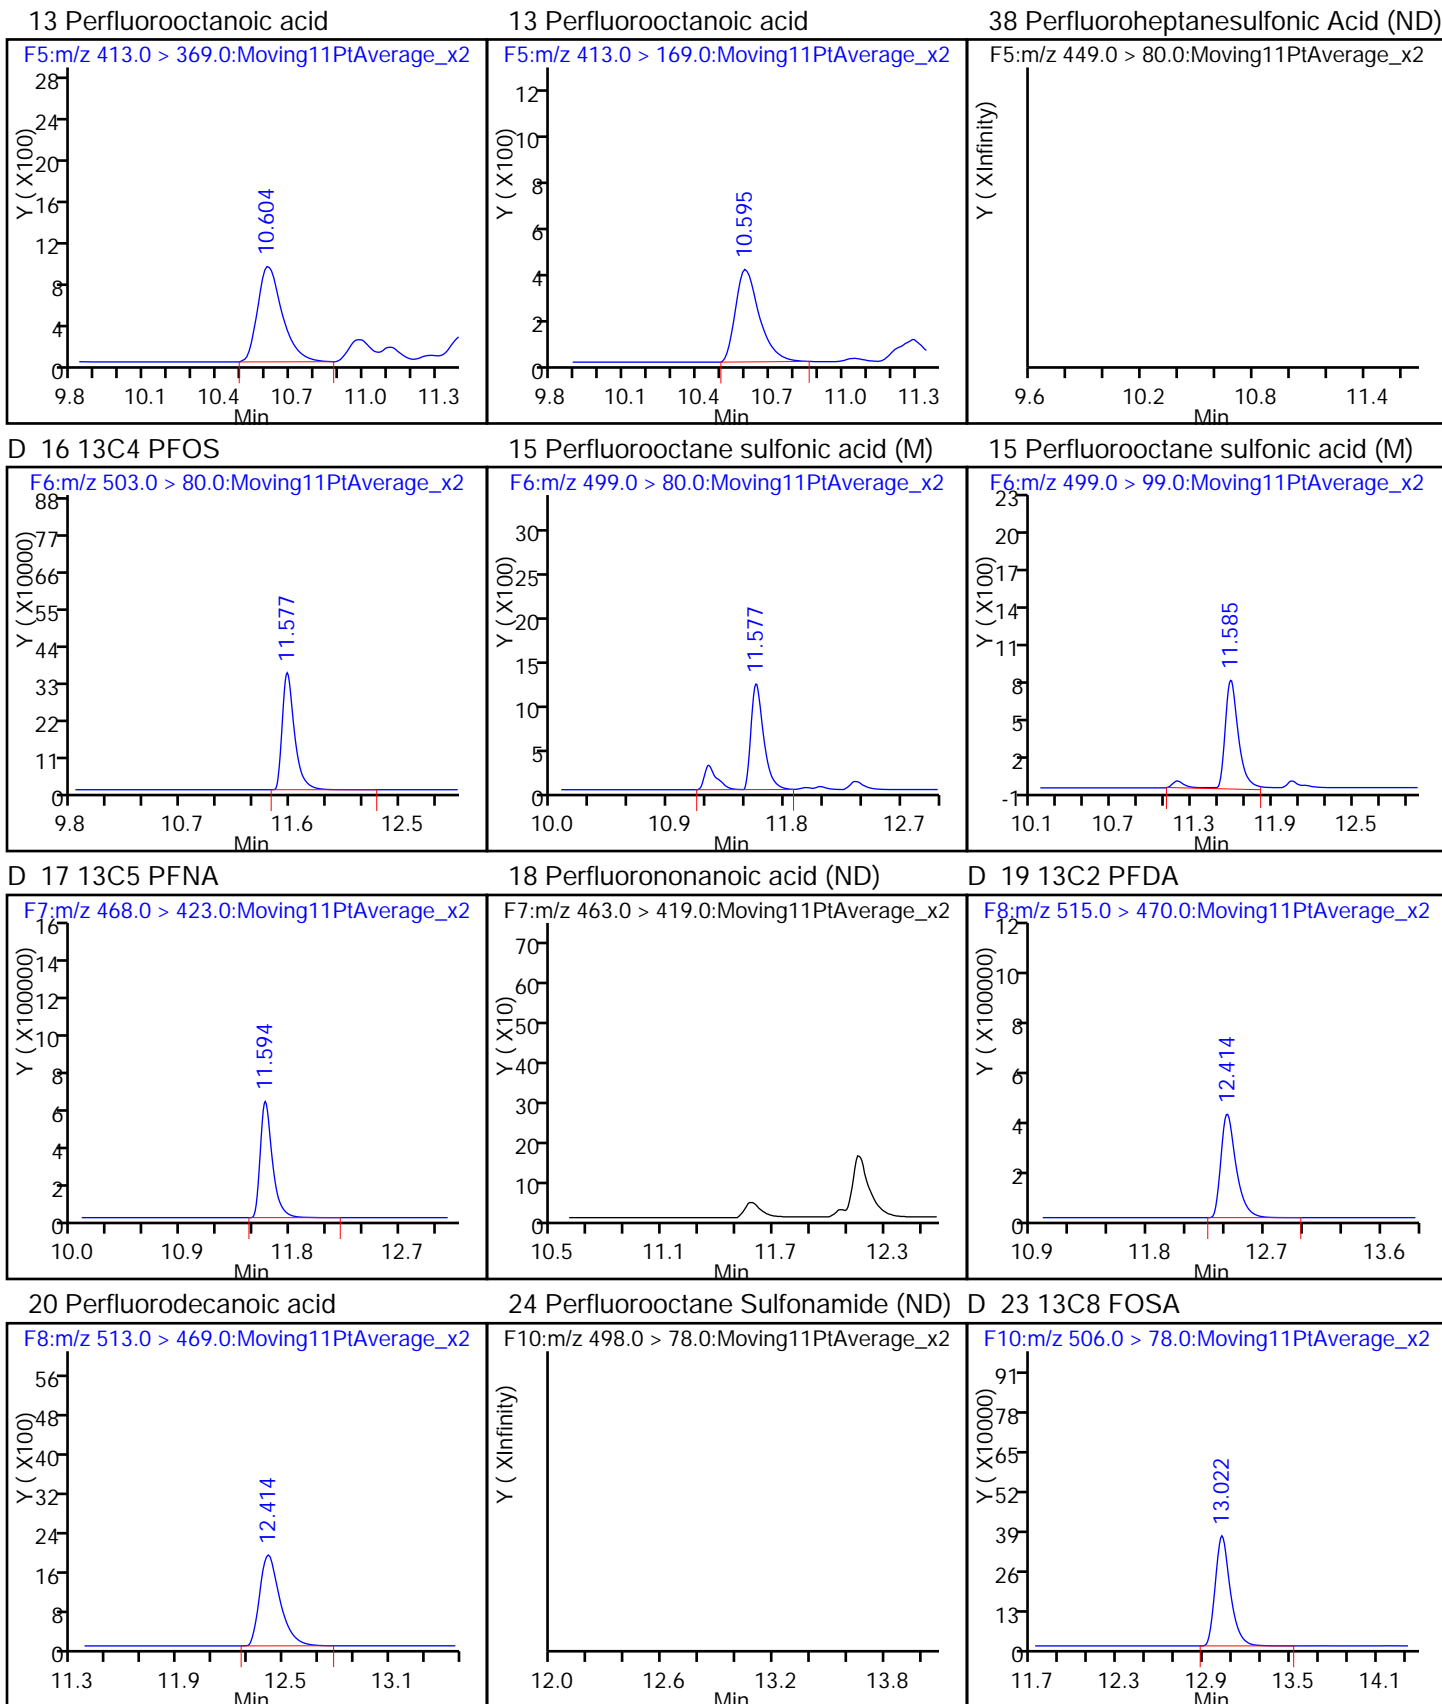 13 Perfluorooctanoic acid
F5:m/z 413.0 > 369.0:Moving11PtAverage_x2
Y ( X100)
28
24
20
16
12
8
4
0
10.604
9.8 10.1 10.4 10.7 11.0 11.3
Min
13 Perfluorooctanoic acid
F5:m/z 413.0 > 169.0:Moving11PtAverage_x2
Y ( X100)
12
10
8
6
4
2
0
10.595
9.8 10.1 10.4 10.7 11.0 11.3
Min
38 Perfluoroheptanesulfonic Acid (ND)
F5:m/z 449.0 > 80.0:Moving11PtAverage_x2
Y ( XInfinity)
9.6 10.2 10.8 11.4
Min
D 16 13C4 PFOS
F6:m/z 503.0 > 80.0:Moving11PtAverage_x2
Y ( X10000)
88
77
66
55
44
33
22
11
0
11.577
9.8 10.7 11.6 12.5
Min
15 Perfluorooctane sulfonic acid (M)
F6:m/z 499.0 > 80.0:Moving11PtAverage_x2
Y ( X100)
30
25
20
15
10
5
0
11.577
10.0 10.9 11.8 12.7
Min
15 Perfluorooctane sulfonic acid (M)
F6:m/z 499.0 > 99.0:Moving11PtAverage_x2
Y ( X100)
23
20
17
14
11
8
5
2
-1
11.585
10.1 10.7 11.3 11.9 12.5
Min
D 17 13C5 PFNA
F7:m/z 468.0 > 423.0:Moving11PtAverage_x2
Y ( X100000)
16
14
12
10
8
6
4
2
0
11.594
10.0 10.9 11.8 12.7
Min
18 Perfluorononanoic acid (ND)
F7:m/z 463.0 > 419.0:Moving11PtAverage_x2
Y ( X10)
70
60
50
40
30
20
10
0
10.5 11.1 11.7 12.3
Min
D 19 13C2 PFDA
F8:m/z 515.0 > 470.0:Moving11PtAverage_x2
Y ( X100000)
12
10
8
6
4
2
0
12.414
10.9 11.8 12.7 13.6
Min
20 Perfluorodecanoic acid
F8:m/z 513.0 > 469.0:Moving11PtAverage_x2
Y ( X100)
56
48
40
32
24
16
8
0
12.414
11.3 11.9 12.5 13.1
Min
24 Perfluorooctane Sulfonamide (ND)
F10:m/z 498.0 > 78.0:Moving11PtAverage_x2
Y ( XInfinity)
12.0 12.6 13.2 13.8
Min
D 23 13C8 FOSA
F10:m/z 506.0 > 78.0:Moving11PtAverage_x2
Y ( X10000)
91
78
65
52
39
26
13
0
13.022
11.7 12.3 12.9 13.5 14.1
Min